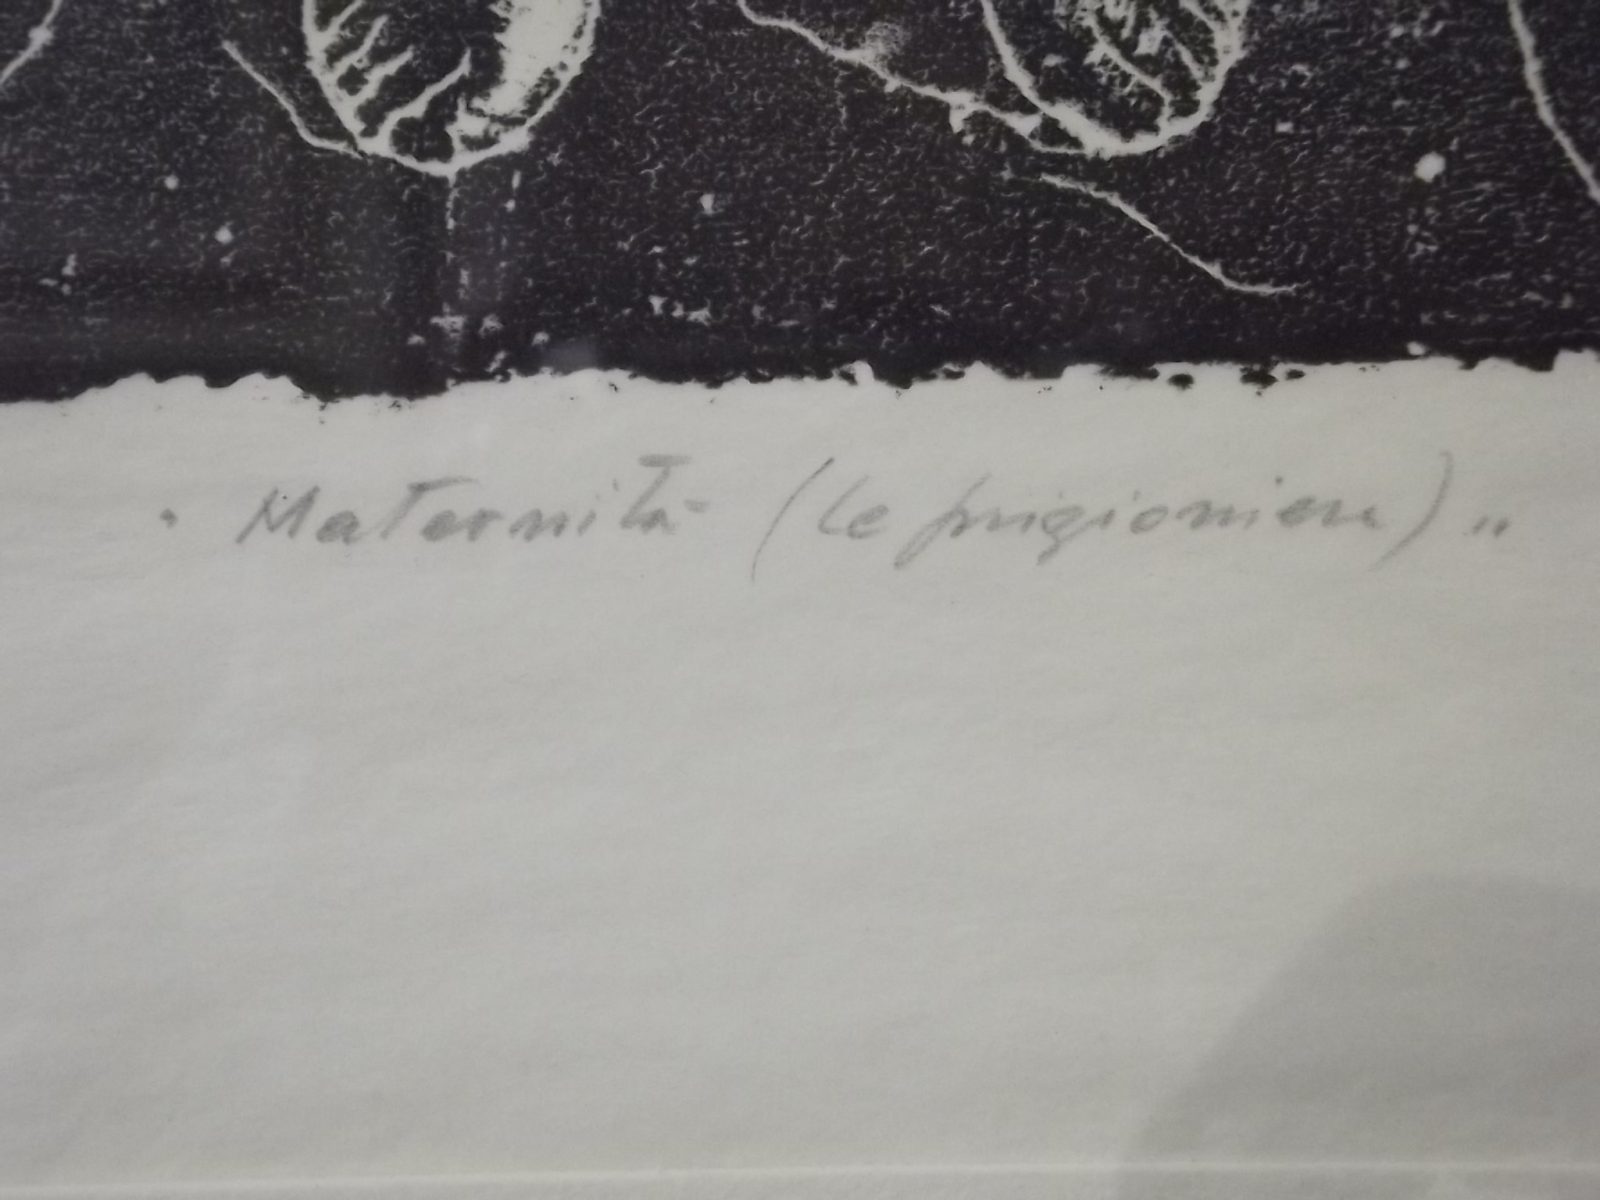 "Maternità (le prigioniere)"